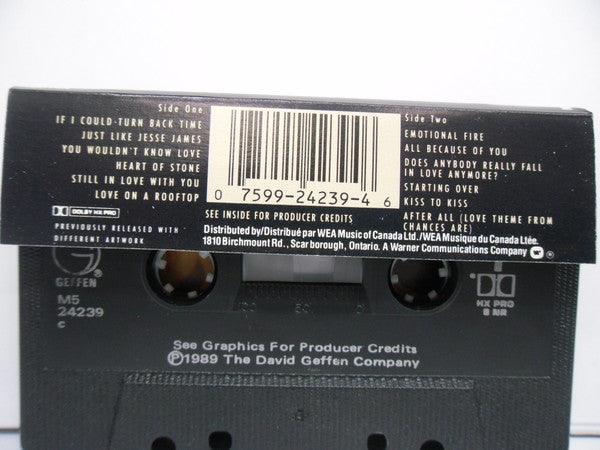 Side One
IF I COULD TURN BACK TIME
JUST LIKE JESSE JAMES
YOU WOULDN'T KNOW LOVE
HEART OF STONE
STILL IN LOVE WITH YOU
LOVE ON A ROOFTOP
DOLBY HX PRO
PREVIOUSLY RELEASED WITH
DIFFERENT ARTWORK
0 7599-24239-4 6
SEE INSIDE FOR PRODUCER CREDITS
Side Two
EMOTIONAL FIRE
ALL BECAUSE OF YOU
DOES ANYBODY REALLY FALL
IN LOVE ANYMORE?
STARTING OVER
KISS TO KISS
AFTER ALL (LOVE THEME FROM
CHANCES ARE)
Distributed by/Distribué par WEA Music of Canada Ltd./WEA Musique du Canada Ltée.
1810 Birchmount Rd., Scarborough, Ontario. A Warner Communications Company
GEFFEN
M5
24239
c
HX PRO
B NR
See Graphics For Producer Credits
℗1989 The David Geffen Company